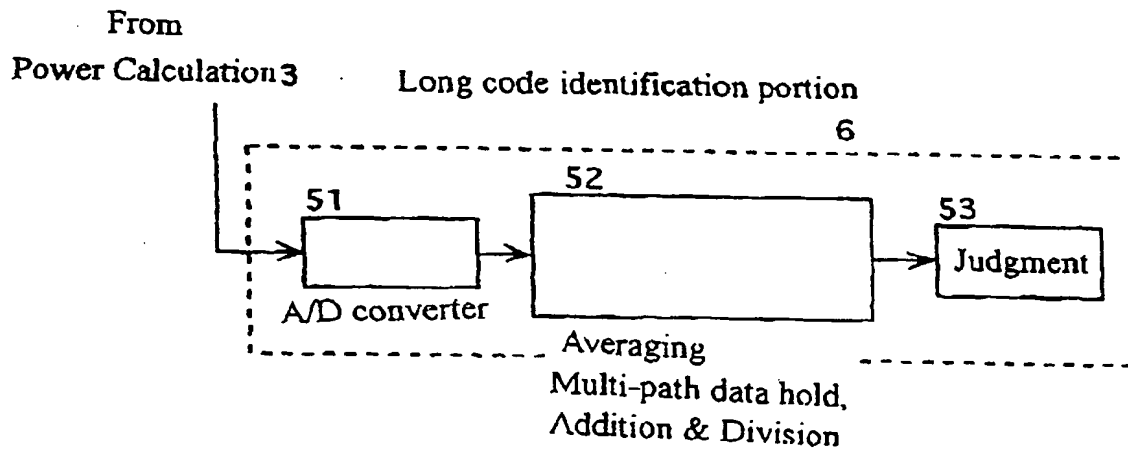 From
Power Calculation 3
Long code identification portion
6
51
52
53
Judgment
A/D converter
Averaging
Multi-path data hold,
Addition & Division